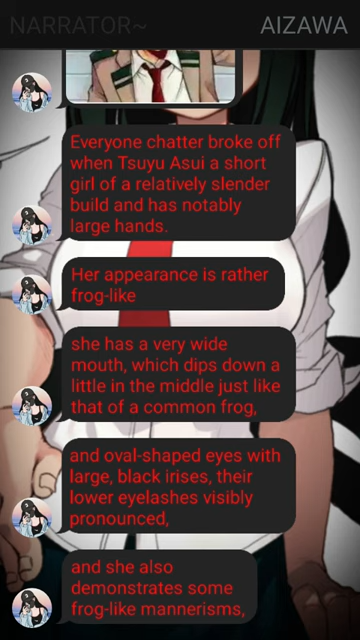 NARRATOR~ AIZAWA
Everyone chatter broke off
when Tsuyu Asui a short
girl of a relatively slender
build and has notably
large hands.
Her appearance is rather
frog-like
she has a very wide
mouth, which dips down a
little in the middle just like
that of a common frog,
and oval-shaped eyes with
large, black irises, their
lower eyelashes visibly
pronounced,
and she also
demonstrates some
frog-like mannerisms,